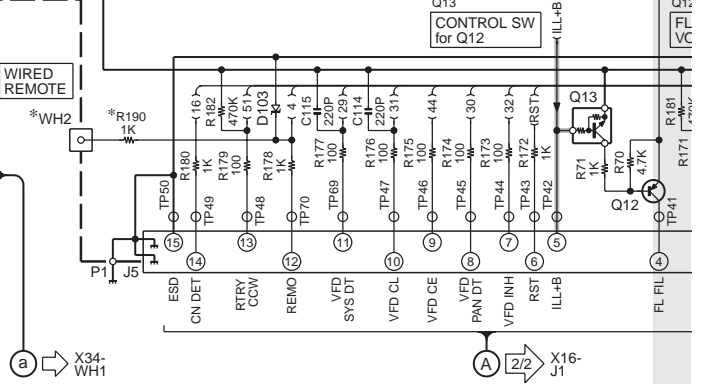 Q13
CONTROL SW
for Q12
ILL+B
Q12
FL
VC
WIRED
REMOTE
*WH2
*R190
1K
16
R182
470K
51
D103
4
C115
220P
29
C114
220P
31
44
30
32
(RST)
Q13
R181
R180
1K
R179
100
R178
1K
R177
100
R176
100
R175
100
R174
100
R173
100
R172
1K
R71
1K
R70
4.7K
R171
Q12
TP50
TP49
TP48
TP70
TP69
TP47
TP46
TP45
TP44
TP43
TP42
TP41
15
14
13
12
11
10
9
8
7
6
5
4
P1
J5
ESD
CN DET
RTRY
CCW
REMO
VFD
SYS DT
VFD CL
VFD CE
VFD
PAN DT
VFD INH
RST
ILL+B
FL FIL
a
X34-
WH1
A
2/2
X16-
J1